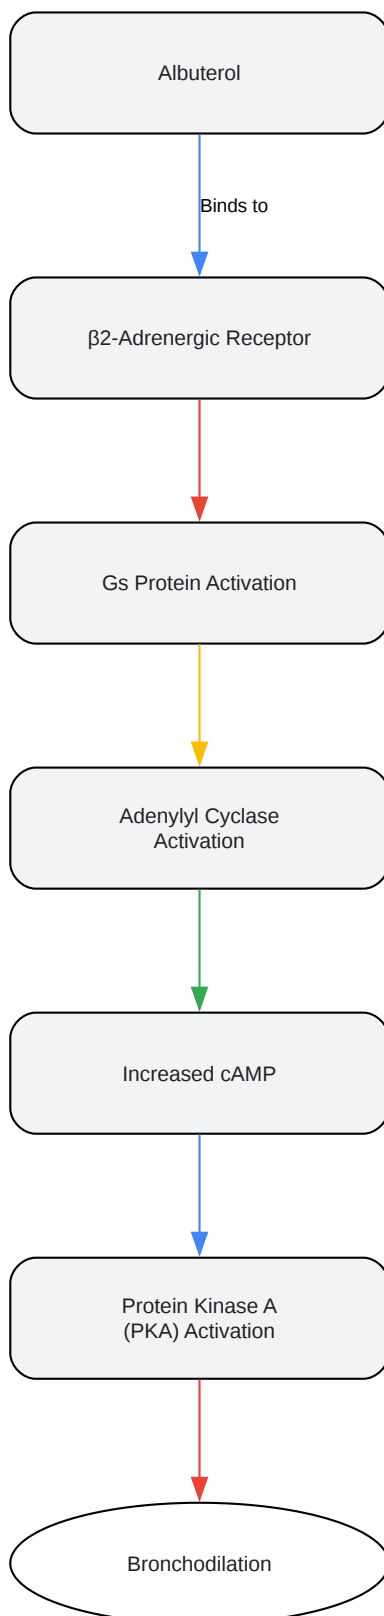 Albuterol
Binds to
β2-Adrenergic Receptor
Gs Protein Activation
Adenylyl Cyclase
Activation
Increased cAMP
Protein Kinase A
(PKA) Activation
Bronchodilation